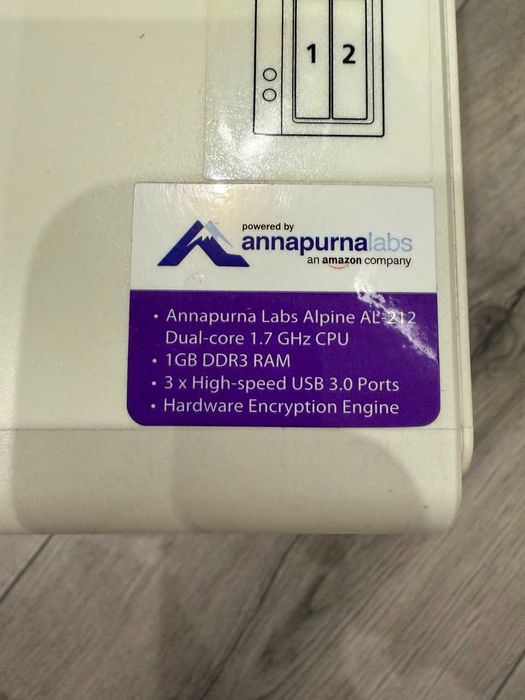 1 2
powered by
annapurnalabs
an amazon company
• Annapurna Labs Alpine AL-212
Dual-core 1.7 GHz CPU
• 1GB DDR3 RAM
• 3 x High-speed USB 3.0 Ports
• Hardware Encryption Engine